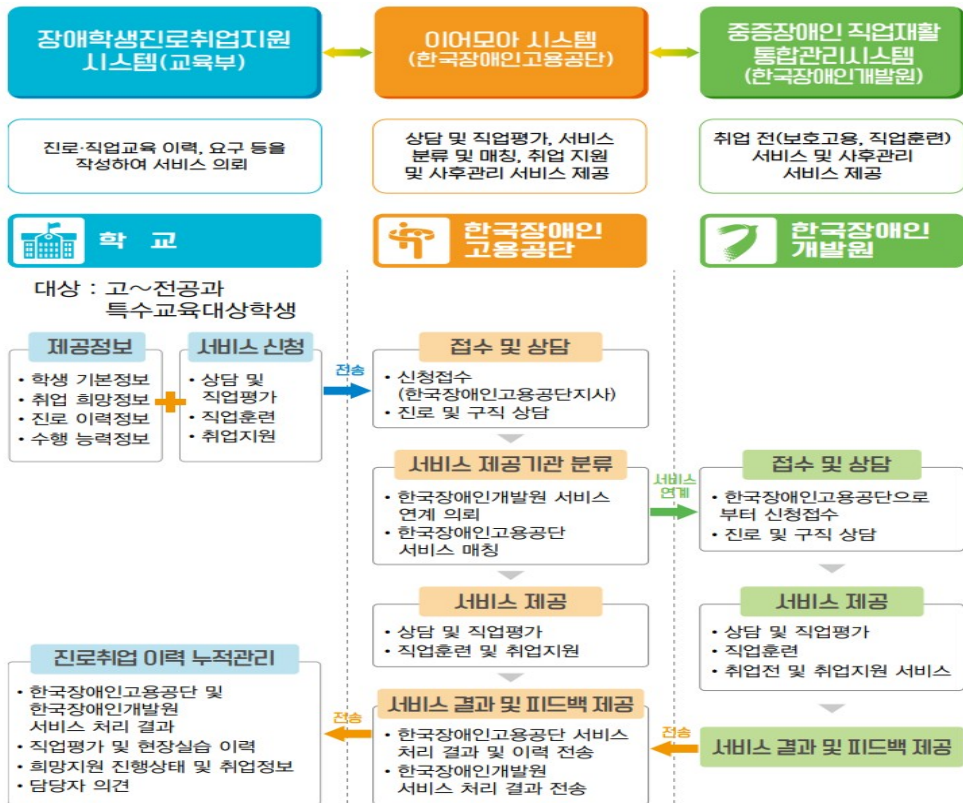 장애학생진로취업지원
시스템(교육부)
이어모아 시스템
(한국장애인고용공단)
중증장애인 직업재활
통합관리시스템
(한국장애인개발원)
진로·직업교육 이력, 요구 등을
작성하여 서비스 의뢰
상담 및 직업평가, 서비스
분류 및 매칭, 취업 지원
및 사후관리 서비스 제공
취업 전(보호고용, 직업훈련)
서비스 및 사후관리
서비스 제공
학 교
한국장애인
고용공단
한국장애인
개발원
대상 : 고~전공과
특수교육대상학생
제공정보
• 학생 기본정보
• 취업 희망정보
• 진로 이력정보
• 수행 능력정보
서비스 신청
• 상담 및
직업평가
• 직업훈련
• 취업지원
전송
접수 및 상담
• 신청접수
(한국장애인고용공단지사)
• 진로 및 구직 상담
서비스 제공기관 분류
• 한국장애인개발원 서비스
연계 의뢰
• 한국장애인고용공단
서비스 매칭
서비스
연계
접수 및 상담
• 한국장애인고용공단으로
부터 신청접수
• 진로 및 구직 상담
서비스 제공
• 상담 및 직업평가
• 직업훈련 및 취업지원
서비스 제공
• 상담 및 직업평가
• 직업훈련
• 취업전 및 취업지원 서비스
서비스 결과 및 피드백 제공
전송
서비스 결과 및 피드백 제공
• 한국장애인고용공단 서비스
처리 결과 및 이력 전송
• 한국장애인개발원
서비스 처리 결과 전송
전송
진로취업 이력 누적관리
• 한국장애인고용공단 및
한국장애인개발원
서비스 처리 결과
• 직업평가 및 현장실습 이력
• 희망지원 진행상태 및 취업정보
• 담당자 의견